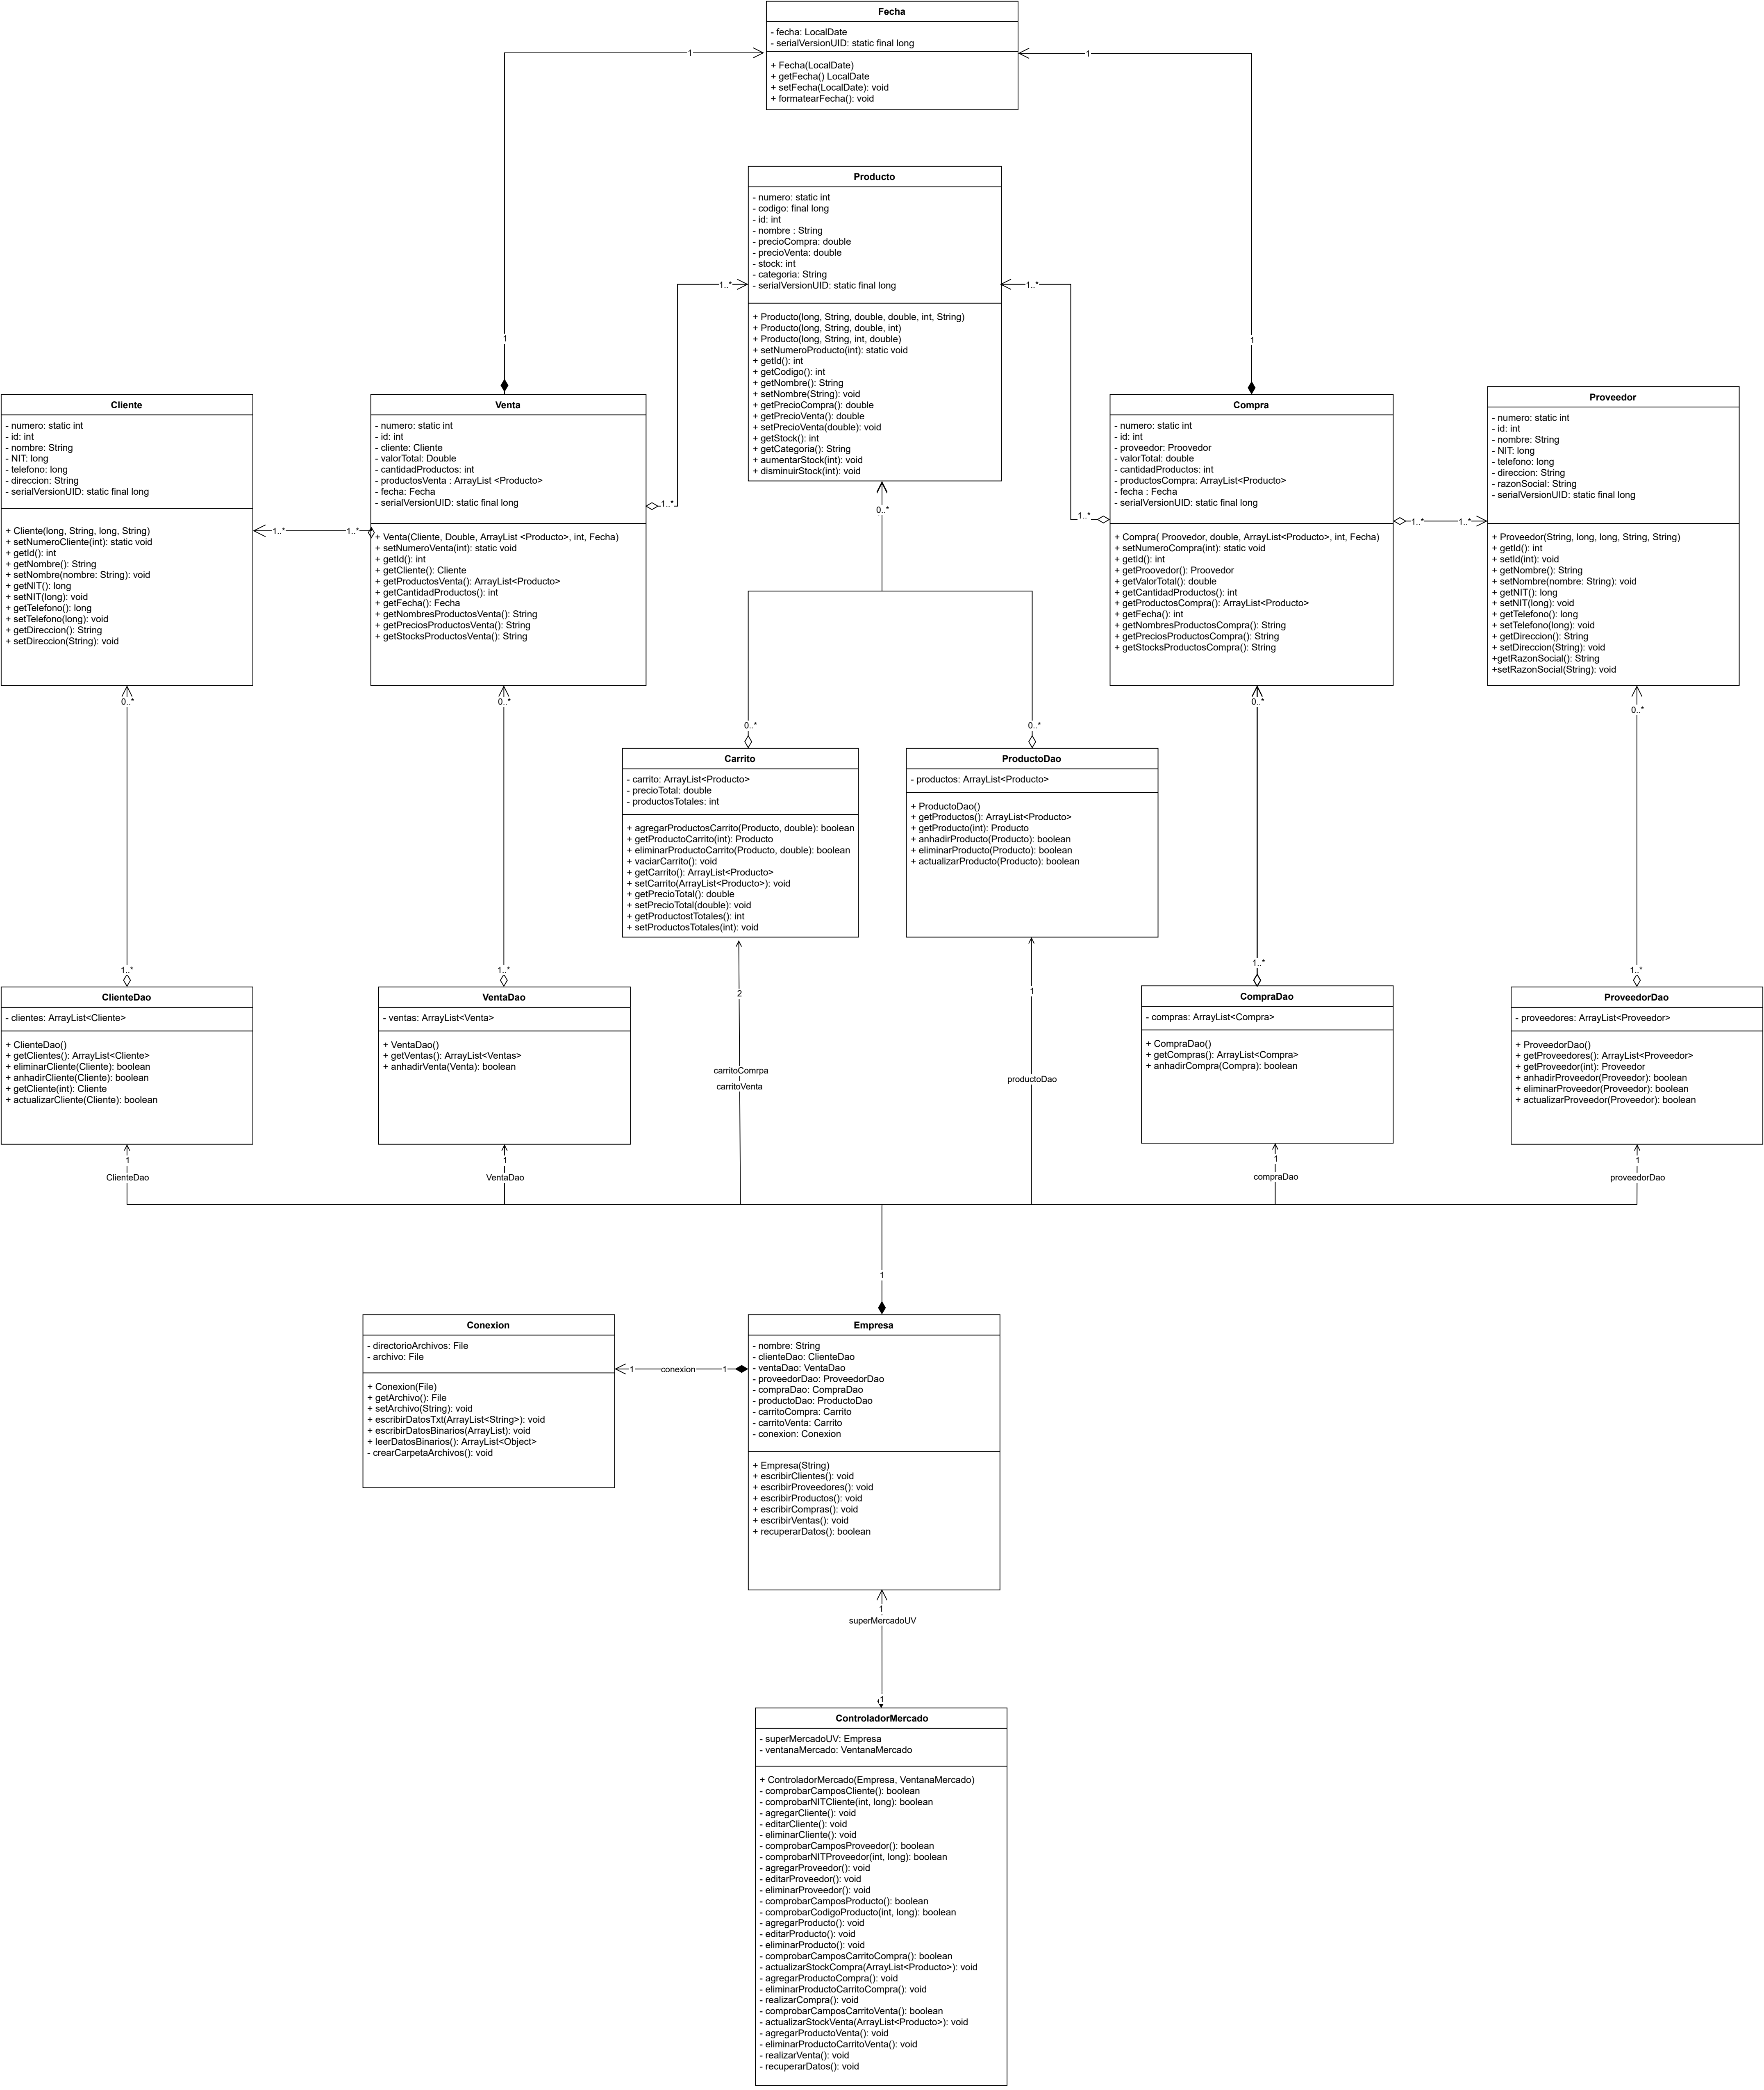 Fecha
- fecha: LocalDate
- serialVersionUID: static final long
+ Fecha(LocalDate)
+ getFecha() LocalDate
+ setFecha(LocalDate): void
+ formatearFecha(): void
1
1
1
1
Producto
- numero: static int
- codigo: final long
- id: int
- nombre : String
- precioCompra: double
- precioVenta: double
- stock: int
- categoria: String
- serialVersionUID: static final long
+ Producto(long, String, double, double, int, String)
+ Producto(long, String, double, int)
+ Producto(long, String, int, double)
+ setNumeroProducto(int): static void
+ getId(): int
+ getCodigo(): int
+ getNombre(): String
+ setNombre(String): void
+ getPrecioCompra(): double
+ getPrecioVenta(): double
+ setPrecioVenta(double): void
+ getStock(): int
+ getCategoria(): String
+ aumentarStock(int): void
+ disminuirStock(int): void
1..*
1..*
1..*
1..*
0..*
Cliente
- numero: static int
- id: int
- nombre: String
- NIT: long
- telefono: long
- direccion: String
- serialVersionUID: static final long
+ Cliente(long, String, long, String)
+ setNumeroCliente(int): static void
+ getId(): int
+ getNombre(): String
+ setNombre(nombre: String): void
+ getNIT(): long
+ setNIT(long): void
+ getTelefono(): long
+ setTelefono(long): void
+ getDireccion(): String
+ setDireccion(String): void
1..*
1..*
Venta
- numero: static int
- id: int
- cliente: Cliente
- valorTotal: Double
- cantidadProductos: int
- productosVenta : ArrayList <Producto>
- fecha: Fecha
- serialVersionUID: static final long
+ Venta(Cliente, Double, ArrayList <Producto>, int, Fecha)
+ setNumeroVenta(int): static void
+ getId(): int
+ getCliente(): Cliente
+ getProductosVenta(): ArrayList<Producto>
+ getCantidadProductos(): int
+ getFecha(): Fecha
+ getNombresProductosVenta(): String
+ getPreciosProductosVenta(): String
+ getStocksProductosVenta(): String
Compra
- numero: static int
- id: int
- proveedor: Proovedor
- valorTotal: double
- cantidadProductos: int
- productosCompra: ArrayList<Producto>
- fecha : Fecha
- serialVersionUID: static final long
+ Compra( Proovedor, double, ArrayList<Producto>, int, Fecha)
+ setNumeroCompra(int): static void
+ getId(): int
+ getProovedor(): Proovedor
+ getValorTotal(): double
+ getCantidadProductos(): int
+ getProductosCompra(): ArrayList<Producto>
+ getFecha(): int
+ getNombresProductosCompra(): String
+ getPreciosProductosCompra(): String
+ getStocksProductosCompra(): String
1..*
1..*
Proveedor
- numero: static int
- id: int
- nombre: String
- NIT: long
- telefono: long
- direccion: String
- razonSocial: String
- serialVersionUID: static final long
+ Proveedor(String, long, long, String, String)
+ getId(): int
+ setId(int): void
+ getNombre(): String
+ setNombre(nombre: String): void
+ getNIT(): long
+ setNIT(long): void
+ getTelefono(): long
+ setTelefono(long): void
+ getDireccion(): String
+ setDireccion(String): void
+getRazonSocial(): String
+setRazonSocial(String): void
0..*
0..*
0..*
0..*
0..*
0..*
Carrito
- carrito: ArrayList<Producto>
- precioTotal: double
- productosTotales: int
+ agregarProductosCarrito(Producto, double): boolean
+ getProductoCarrito(int): Producto
+ eliminarProductoCarrito(Producto, double): boolean
+ vaciarCarrito(): void
+ getCarrito(): ArrayList<Producto>
+ setCarrito(ArrayList<Producto>): void
+ getPrecioTotal(): double
+ setPrecioTotal(double): void
+ getProductostTotales(): int
+ setProductosTotales(int): void
ProductoDao
- productos: ArrayList<Producto>
+ ProductoDao()
+ getProductos(): ArrayList<Producto>
+ getProducto(int): Producto
+ anhadirProducto(Producto): boolean
+ eliminarProducto(Producto): boolean
+ actualizarProducto(Producto): boolean
1..*
1..*
1..*
1..*
ClienteDao
- clientes: ArrayList<Cliente>
+ ClienteDao()
+ getClientes(): ArrayList<Cliente>
+ eliminarCliente(Cliente): boolean
+ anhadirCliente(Cliente): boolean
+ getCliente(int): Cliente
+ actualizarCliente(Cliente): boolean
VentaDao
- ventas: ArrayList<Venta>
+ VentaDao()
+ getVentas(): ArrayList<Ventas>
+ anhadirVenta(Venta): boolean
2
carritoComrpa
carritoVenta
1
productoDao
CompraDao
- compras: ArrayList<Compra>
+ CompraDao()
+ getCompras(): ArrayList<Compra>
+ anhadirCompra(Compra): boolean
ProveedorDao
- proveedores: ArrayList<Proveedor>
+ ProveedorDao()
+ getProveedores(): ArrayList<Proveedor>
+ getProveedor(int): Proveedor
+ anhadirProveedor(Proveedor): boolean
+ eliminarProveedor(Proveedor): boolean
+ actualizarProveedor(Proveedor): boolean
1
ClienteDao
1
VentaDao
1
compraDao
1
proveedorDao
1
Conexion
- directorioArchivos: File
- archivo: File
+ Conexion(File)
+ getArchivo(): File
+ setArchivo(String): void
+ escribirDatosTxt(ArrayList<String>): void
+ escribirDatosBinarios(ArrayList): void
+ leerDatosBinarios(): ArrayList<Object>
- crearCarpetaArchivos(): void
1
conexion
1
Empresa
- nombre: String
- clienteDao: ClienteDao
- ventaDao: VentaDao
- proveedorDao: ProveedorDao
- compraDao: CompraDao
- productoDao: ProductoDao
- carritoCompra: Carrito
- carritoVenta: Carrito
- conexion: Conexion
+ Empresa(String)
+ escribirClientes(): void
+ escribirProveedores(): void
+ escribirProductos(): void
+ escribirCompras(): void
+ escribirVentas(): void
+ recuperarDatos(): boolean
1
superMercadoUV
1
ControladorMercado
- superMercadoUV: Empresa
- ventanaMercado: VentanaMercado
+ ControladorMercado(Empresa, VentanaMercado)
- comprobarCamposCliente(): boolean
- comprobarNITCliente(int, long): boolean
- agregarCliente(): void
- editarCliente(): void
- eliminarCliente(): void
- comprobarCamposProveedor(): boolean
- comprobarNITProveedor(int, long): boolean
- agregarProveedor(): void
- editarProveedor(): void
- eliminarProveedor(): void
- comprobarCamposProducto(): boolean
- comprobarCodigoProducto(int, long): boolean
- agregarProducto(): void
- editarProducto(): void
- eliminarProducto(): void
- comprobarCamposCarritoCompra(): boolean
- actualizarStockCompra(ArrayList<Producto>): void
- agregarProductoCompra(): void
- eliminarProductoCarritoCompra(): void
- realizarCompra(): void
- comprobarCamposCarritoVenta(): boolean
- actualizarStockVenta(ArrayList<Producto>): void
- agregarProductoVenta(): void
- eliminarProductoCarritoVenta(): void
- realizarVenta(): void
- recuperarDatos(): void